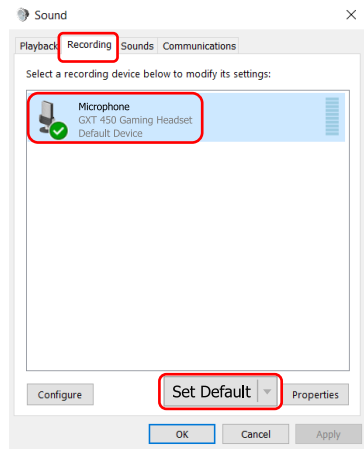 Sound
Playback Recording Sounds Communications
Select a recording device below to modify its settings:
Microphone
GXT 450 Gaming Headset
Default Device
Configure Set Default Properties
OK Cancel Apply